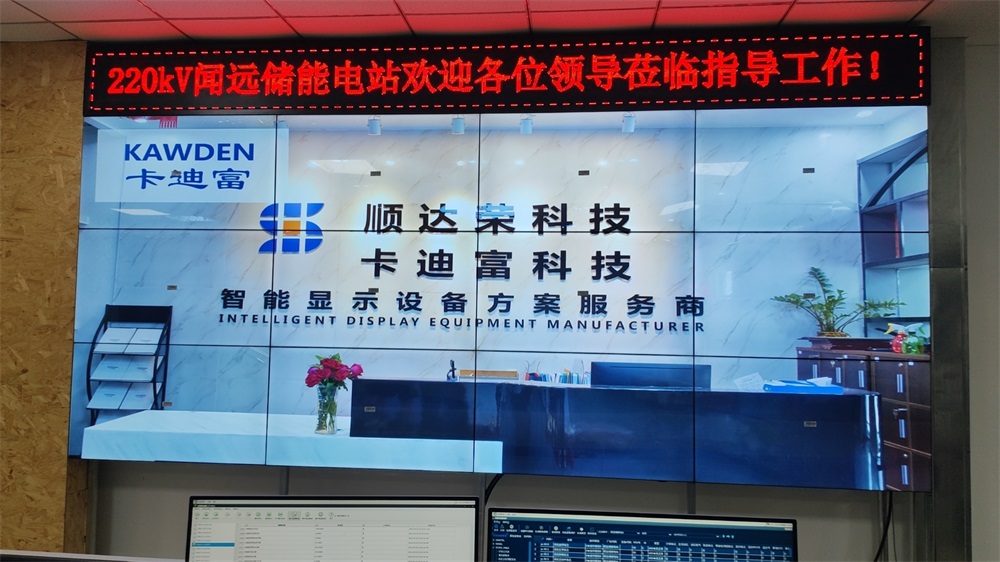 220kV闻远储能电站欢迎各位领导莅临指导工作！
KAWDEN
卡迪富
顺达荣科技
卡迪富科技
智能显示设备方案服务商
INTELLIGENT DISPLAY EQUIPMENT MANUFACTURER